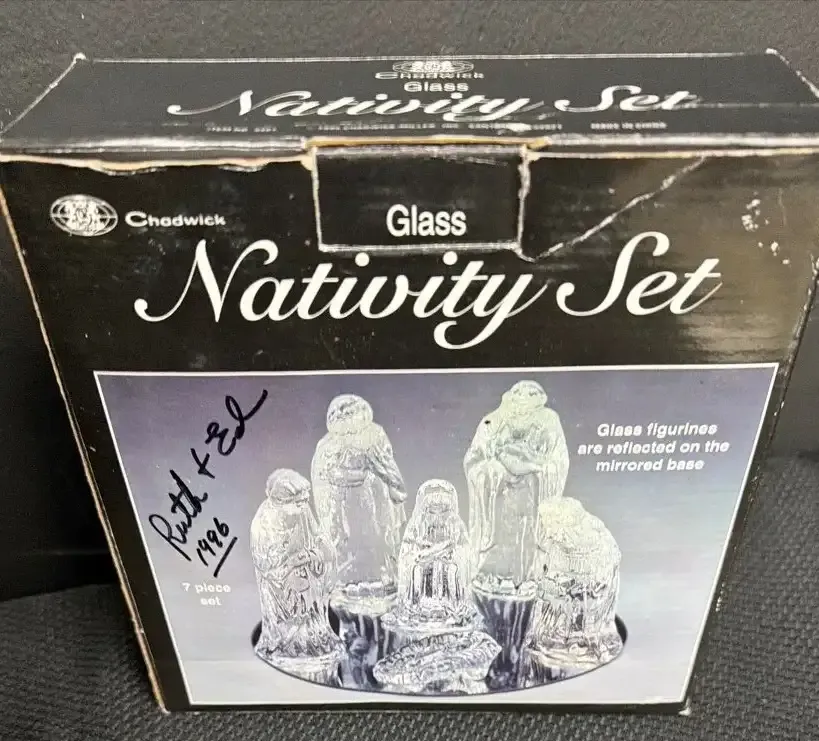 Chadwick
Glass
Nativity Set
MADE IN CHINA
Chadwick
Glass
Nativity Set
Glass figurines
are reflected on the
mirrored base
Ruth + Ed
1996
7 piece
set